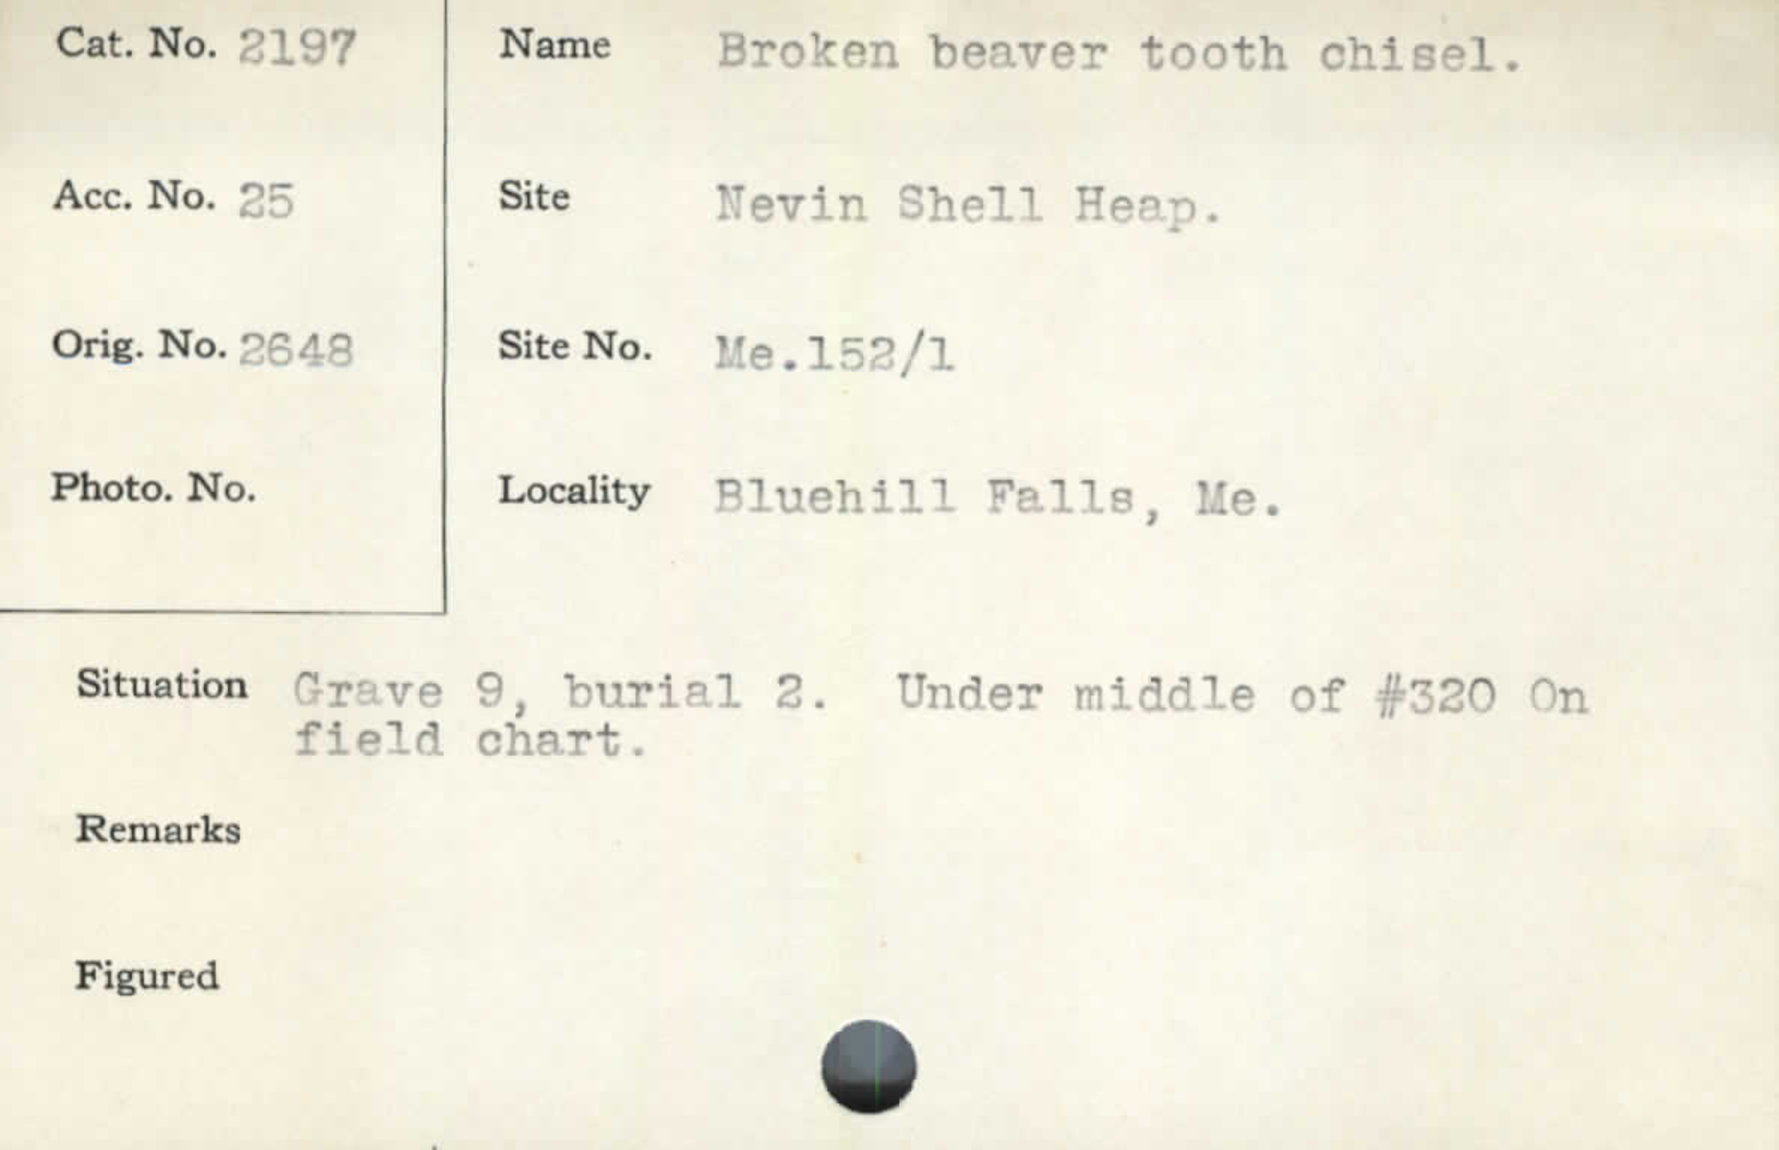 Cat. No. 2197
Acc. No. 25
Orig. No. 2648
Photo. No.
Name Broken beaver tooth chisel.
Site Nevin Shell Heap.
Site No. Me.152/1
Locality Bluehill Falls, Me.
Situation Grave 9, burial 2. Under middle of #320 On
field chart.
Remarks
Figured